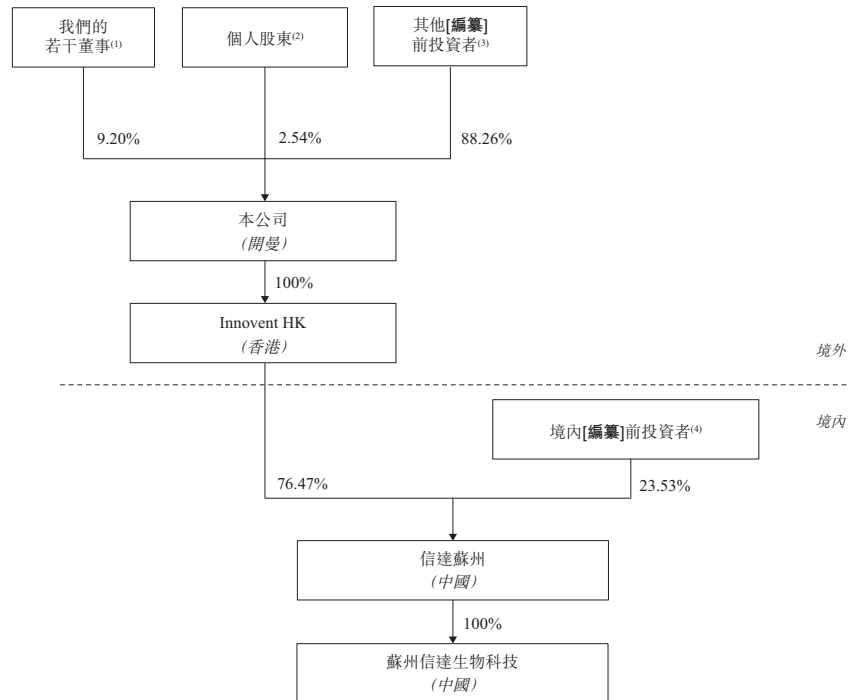 我們的
若干董事(1)
個人股東(2)
其他[編纂]
前投資者(3)
9.20%
2.54%
88.26%
本公司
(開曼)
100%
Innovent HK
(香港)
境外
境內
境內[編纂]前投資者(4)
76.47%
23.53%
信達蘇州
(中國)
100%
蘇州信達生物科技
(中國)